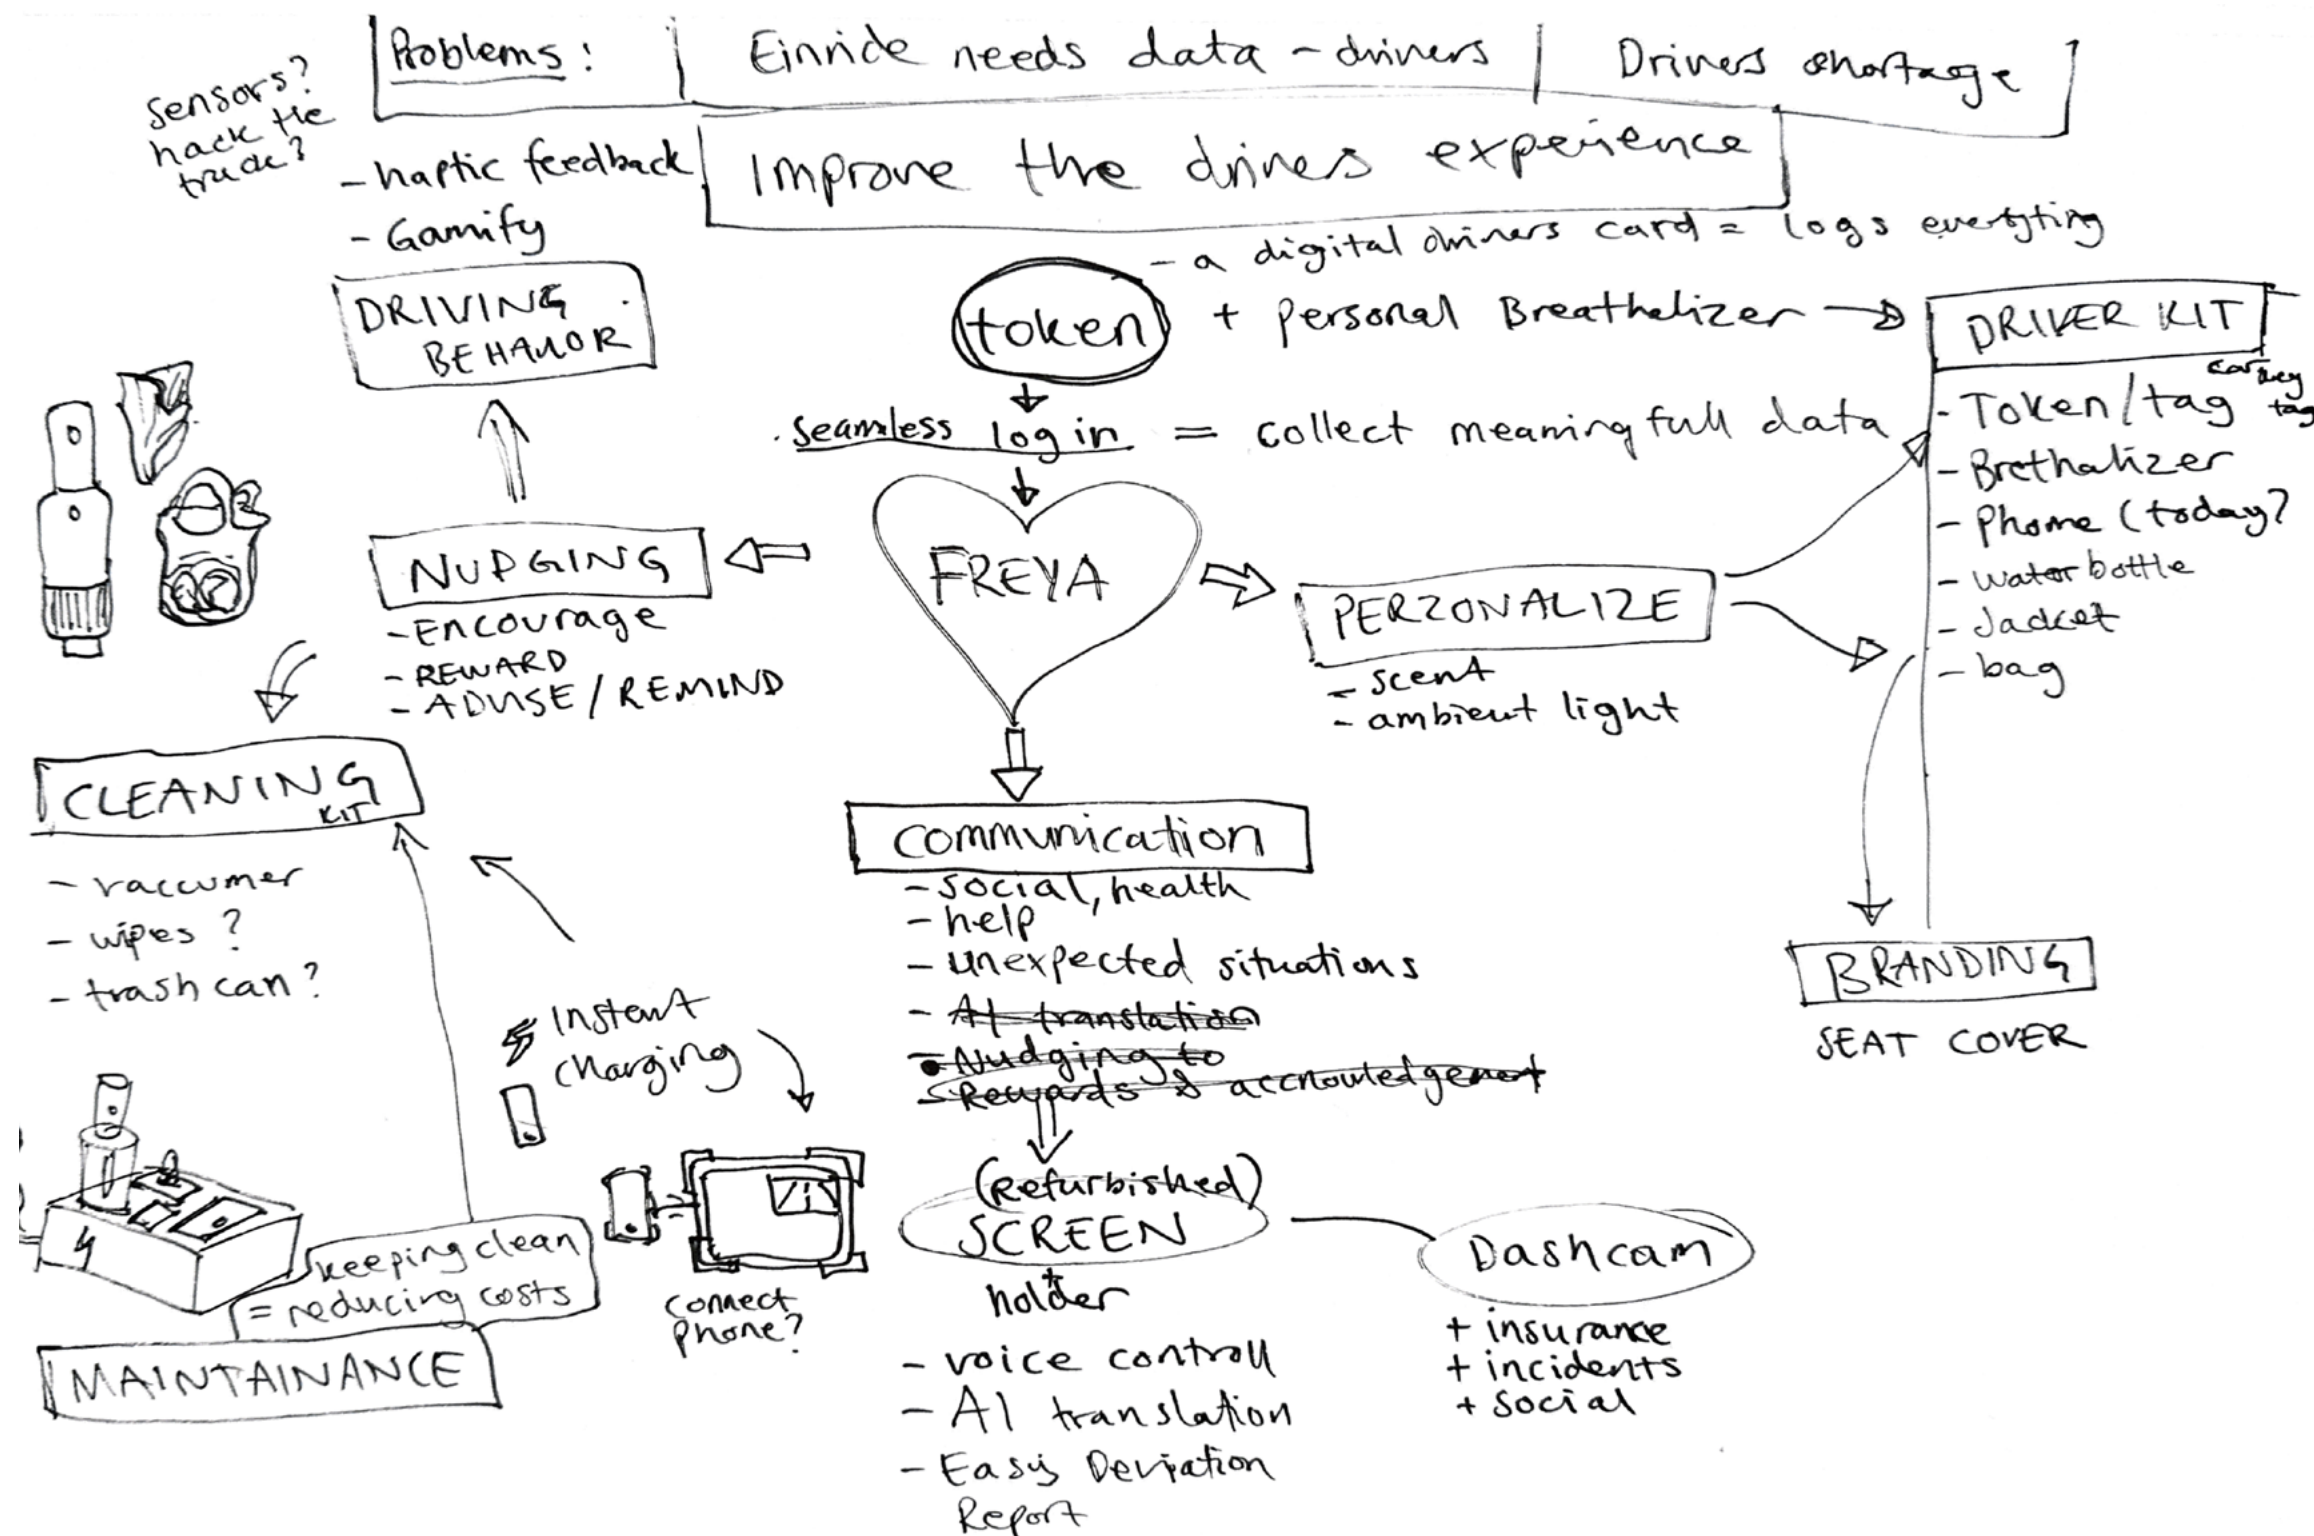 Problems:
Einride needs data - drivers
Drivers shortage
Sensors?
hack the
truck?
Improve the drivers experience
- haptic feedback
- Gamify
DRIVING
BEHAVIOR
- a digital drivers card = logs everyting
token
+ Personal Breathalizer
DRIVER KIT
car key
tag
- Token/tag
- Brethalizer
- Phone (today?
- water bottle
- Jacket
- bag
seamless log in = collect meaningfull data
FREYA
NUDGING
- Encourage
- REWARD
- ADVISE / REMIND
PERZONALIZE
- scent
- ambient light
CLEANING
KIT
- vaccumer
- wipes ?
- trash can ?
COMMUNICATION
- social, health
- help
- unexpected situations
- AI translation
- Nudging to
- Rewards & accnowledgement
BRANDING
SEAT COVER
Instant
charging
(Refurbished)
SCREEN
+
holder
- voice controll
- AI translation
- Easy Deviation
Report
Dashcam
+ insurance
+ incidents
+ social
connect
phone?
keeping clean
= reducing costs
MAINTAINANCE